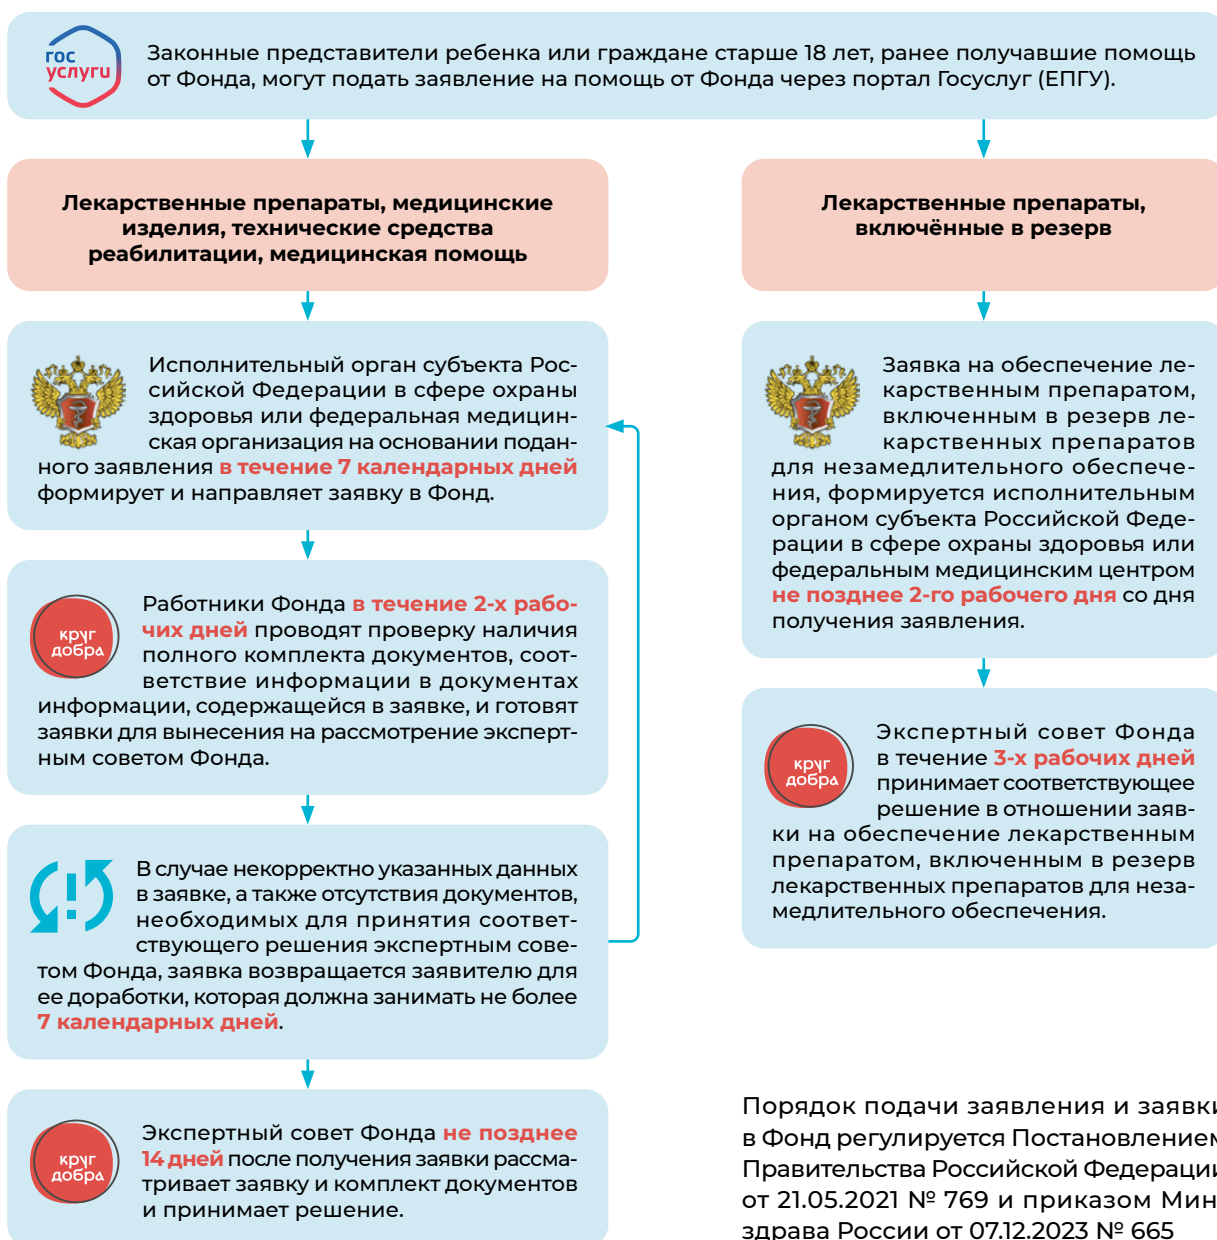 гос
услуги
Законные представители ребенка или граждане старше 18 лет, ранее получавшие помощь
от Фонда, могут подать заявление на помощь от Фонда через портал Госуслуг (ЕПГУ).
Лекарственные препараты, медицинские
изделия, технические средства
реабилитации, медицинская помощь
Исполнительный орган субъекта Рос-
сийской Федерации в сфере охраны
здоровья или федеральная медицин-
ская организация на основании подан-
ного заявления в течение 7 календарных дней
формирует и направляет заявку в Фонд.
круг
добра
Работники Фонда в течение 2-х рабо-
чих дней проводят проверку наличия
полного комплекта документов, соот-
ветствие информации в документах
информации, содержащейся в заявке, и готовят
заявки для вынесения на рассмотрение эксперт-
ным советом Фонда.
В случае некорректно указанных данных
в заявке, а также отсутствия документов,
необходимых для принятия соответ-
ствующего решения экспертным сове-
том Фонда, заявка возвращается заявителю для
ее доработки, которая должна занимать не более
7 календарных дней.
круг
добра
Экспертный совет Фонда не позднее
14 дней после получения заявки рассма-
тривает заявку и комплект документов
и принимает решение.
Лекарственные препараты,
включённые в резерв
Заявка на обеспечение ле-
карственным препаратом,
включенным в резерв ле-
карственных препаратов
для незамедлительного обеспече-
ния, формируется исполнительным
органом субъекта Российской Феде-
рации в сфере охраны здоровья или
федеральным медицинским центром
не позднее 2-го рабочего дня со дня
получения заявления.
круг
добра
Экспертный совет Фонда
в течение 3-х рабочих дней
принимает соответствующее
решение в отношении заяв-
ки на обеспечение лекарственным
препаратом, включенным в резерв
лекарственных препаратов для неза-
медлительного обеспечения.
Порядок подачи заявления и заявки
в Фонд регулируется Постановлением
Правительства Российской Федерации
от 21.05.2021 № 769 и приказом Мин-
здрава России от 07.12.2023 № 665